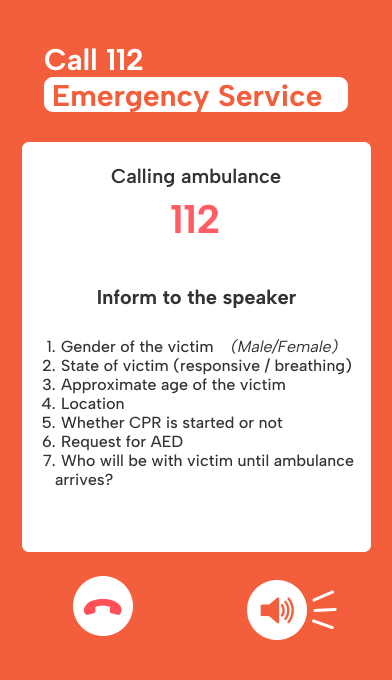 Call 112
Emergency Service
Calling ambulance
112
Inform to the speaker
1. Gender of the victim (Male/Female)
2. State of victim (responsive / breathing)
3. Approximate age of the victim
4. Location
5. Whether CPR is started or not
6. Request for AED
7. Who will be with victim until ambulance
arrives?